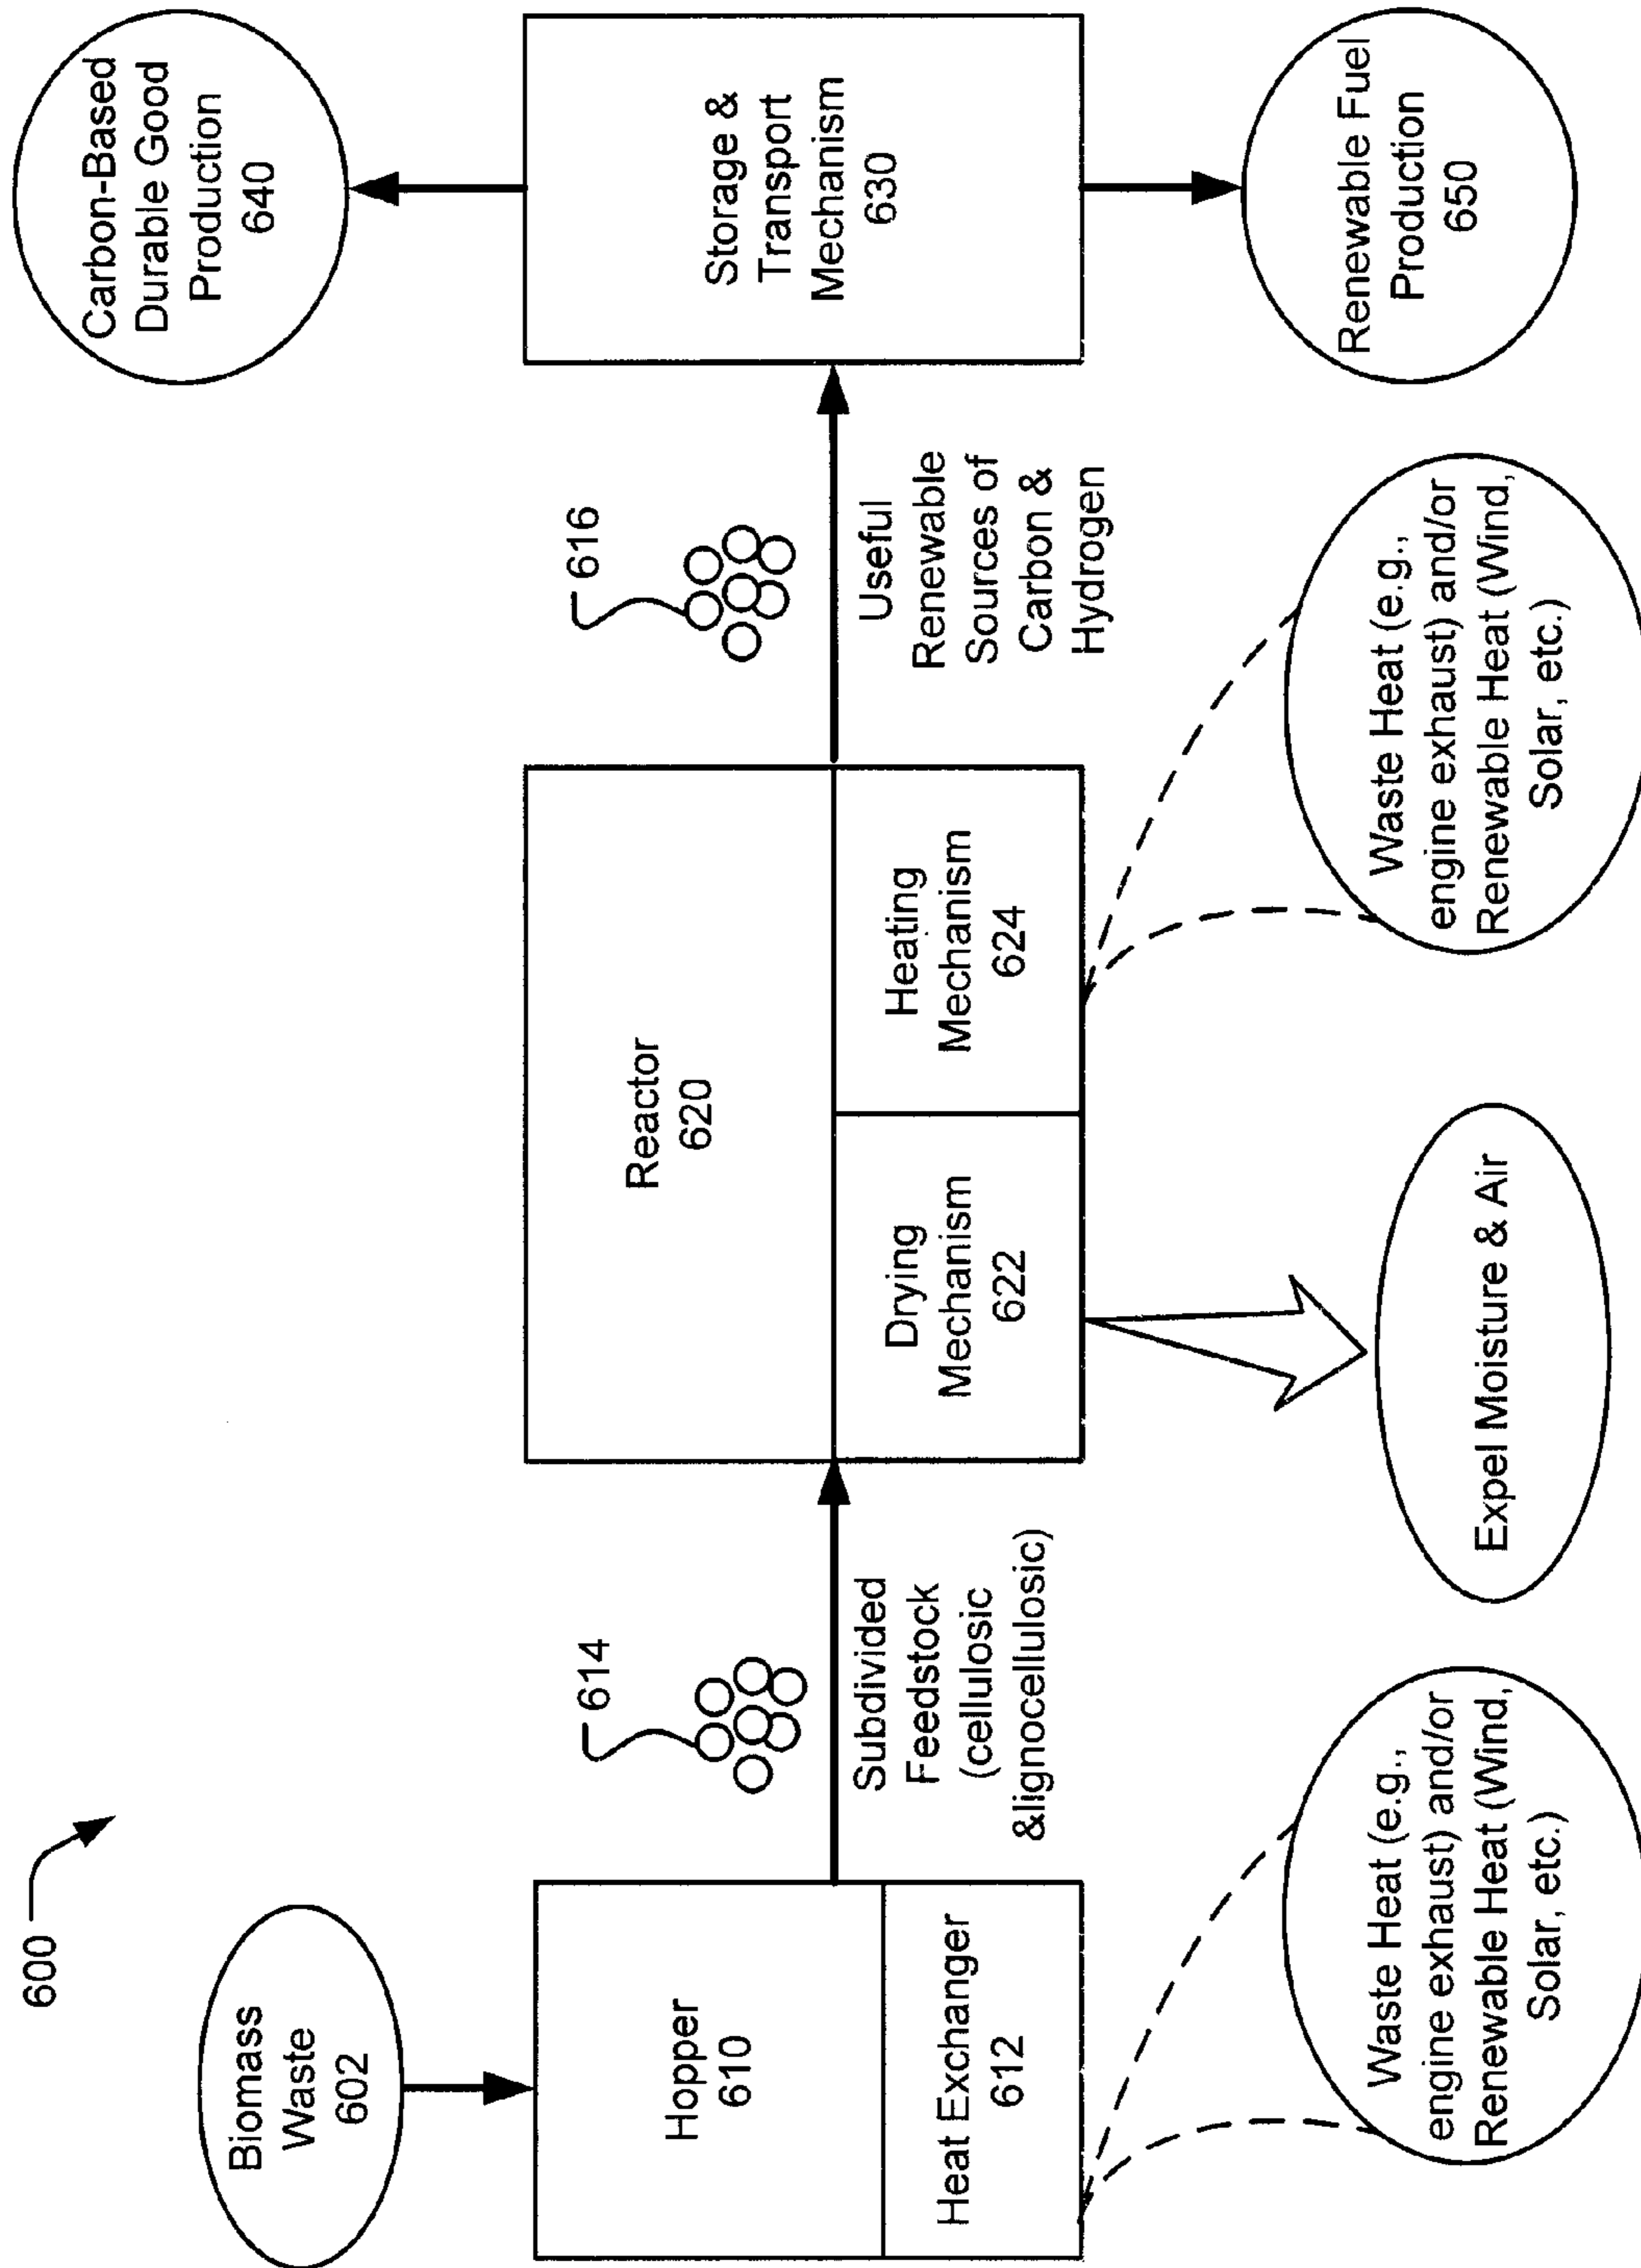 600
Biomass
Waste
602
Hopper
610
Heat Exchanger
612
Waste Heat (e.g.,
engine exhaust) and/or
Renewable Heat (Wind,
Solar, etc.)
614
Subdivided
Feedstock
(cellulosic
&lignocellulosic)
Reactor
620
Drying
Mechanism
622
Heating
Mechanism
624
Expel Moisture & Air
Waste Heat (e.g.,
engine exhaust) and/or
Renewable Heat (Wind,
Solar, etc.)
616
Useful
Renewable
Sources of
Carbon &
Hydrogen
Carbon-Based
Durable Good
Production
640
Storage &
Transport
Mechanism
630
Renewable Fuel
Production
650